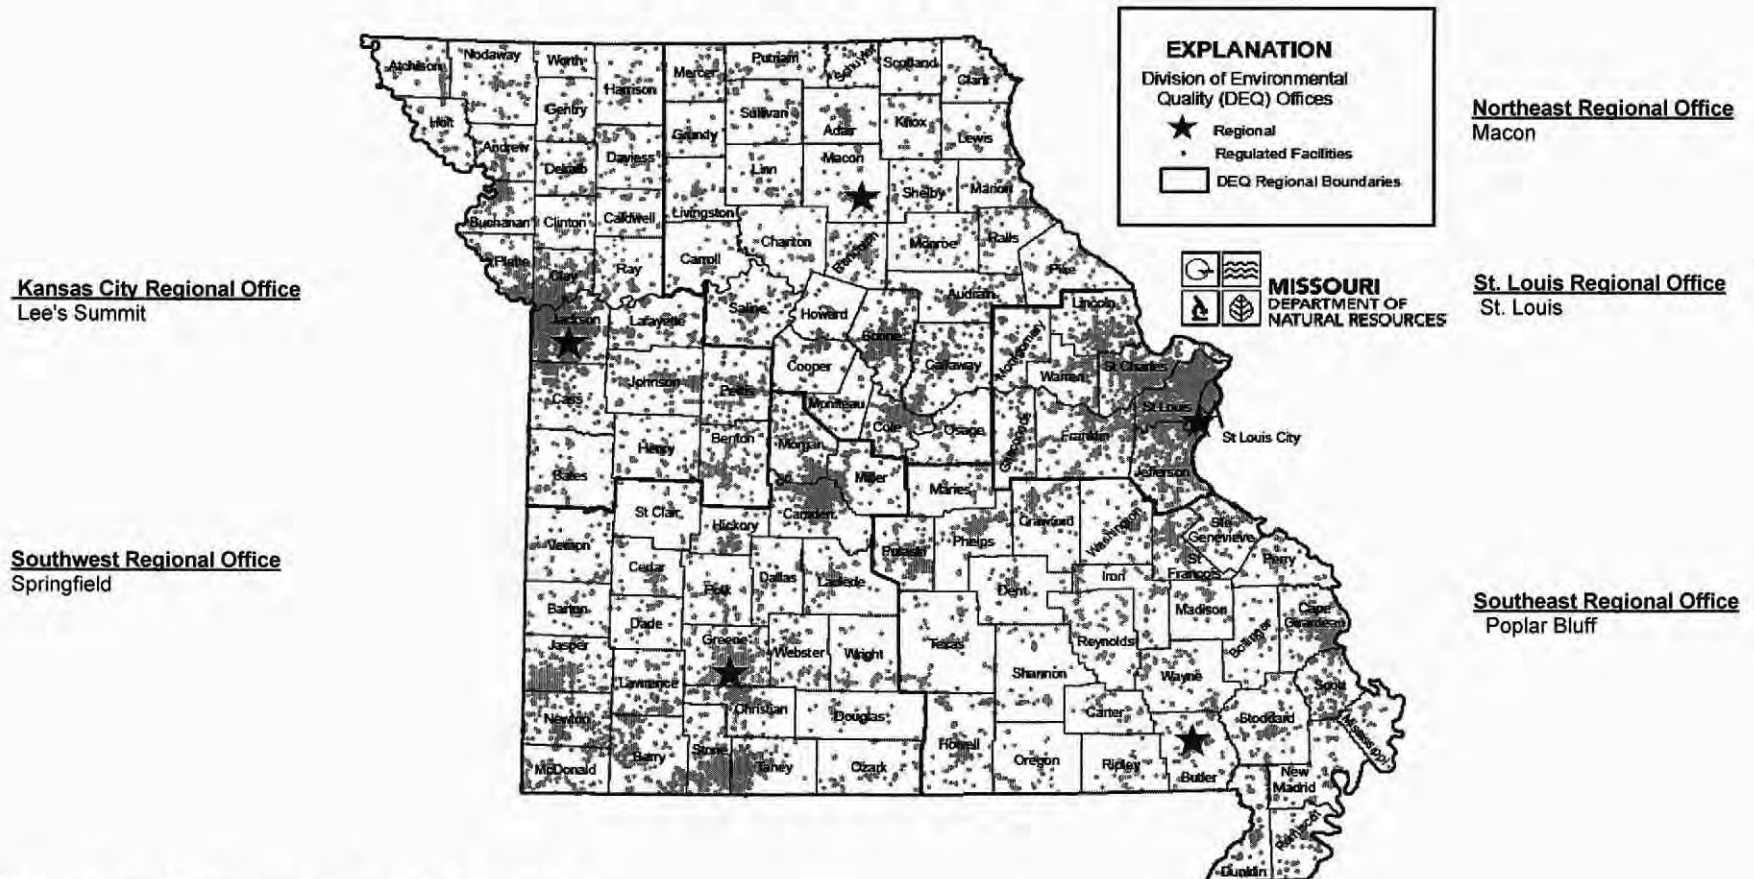 EXPLANATION
Division of Environmental
Quality (DEQ) Offices
Regional
Regulated Facilities
DEQ Regional Boundaries
Northeast Regional Office
Macon
Kansas City Regional Office
Lee's Summit
MISSOURI
DEPARTMENT OF
NATURAL RESOURCES
St. Louis Regional Office
St. Louis
Southwest Regional Office
Springfield
Southeast Regional Office
Poplar Bluff
Atchison
Nodaway
Worth
Harrison
Mercer
Putnam
Schuyler
Scotland
Clark
Holt
Gentry
Sullivan
Adair
Knox
Lewis
Andrew
Dekalb
Daviess
Grundy
Linn
Macon
Shelby
Marion
Buchanan
Clinton
Caldwell
Livingston
Chariton
Randolph
Monroe
Ralls
Platte
Clay
Ray
Carroll
Pike
Jackson
Lafayette
Saline
Howard
Boone
Audrain
Lincoln
Cass
Johnson
Pettis
Cooper
Moniteau
Callaway
Montgomery
Warren
St Charles
St Louis
St Louis City
Bates
Henry
Benton
Morgan
Cole
Osage
Gasconade
Franklin
Jefferson
Miller
Maries
St Clair
Hickory
Camden
Vernon
Cedar
Polk
Dallas
Laclede
Pulaski
Phelps
Crawford
Washington
Ste
Genevieve
St
Francois
Perry
Iron
Dent
Barton
Dade
Greene
Webster
Wright
Texas
Reynolds
Madison
Bollinger
Cape
Girardeau
Jasper
Lawrence
Christian
Douglas
Shannon
Wayne
Scott
Newton
Carter
Stoddard
Mississippi
McDonald
Barry
Stone
Taney
Ozark
Howell
Oregon
Ripley
Butler
New
Madrid
Pemiscot
Dunklin